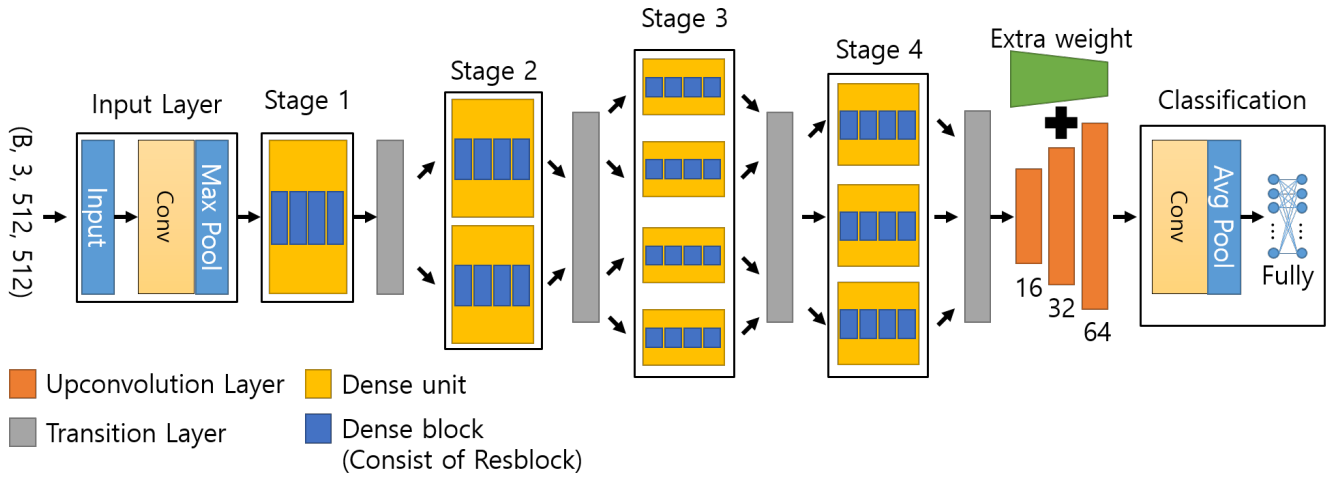 (B, 3, 512, 512)
Input Layer
Input
Conv
Max Pool
Stage 1
Stage 2
Stage 3
Stage 4
Extra weight
16
32
64
Classification
Conv
Avg Pool
Fully
Upconvolution Layer
Transition Layer
Dense unit
Dense block
(Consist of Resblock)